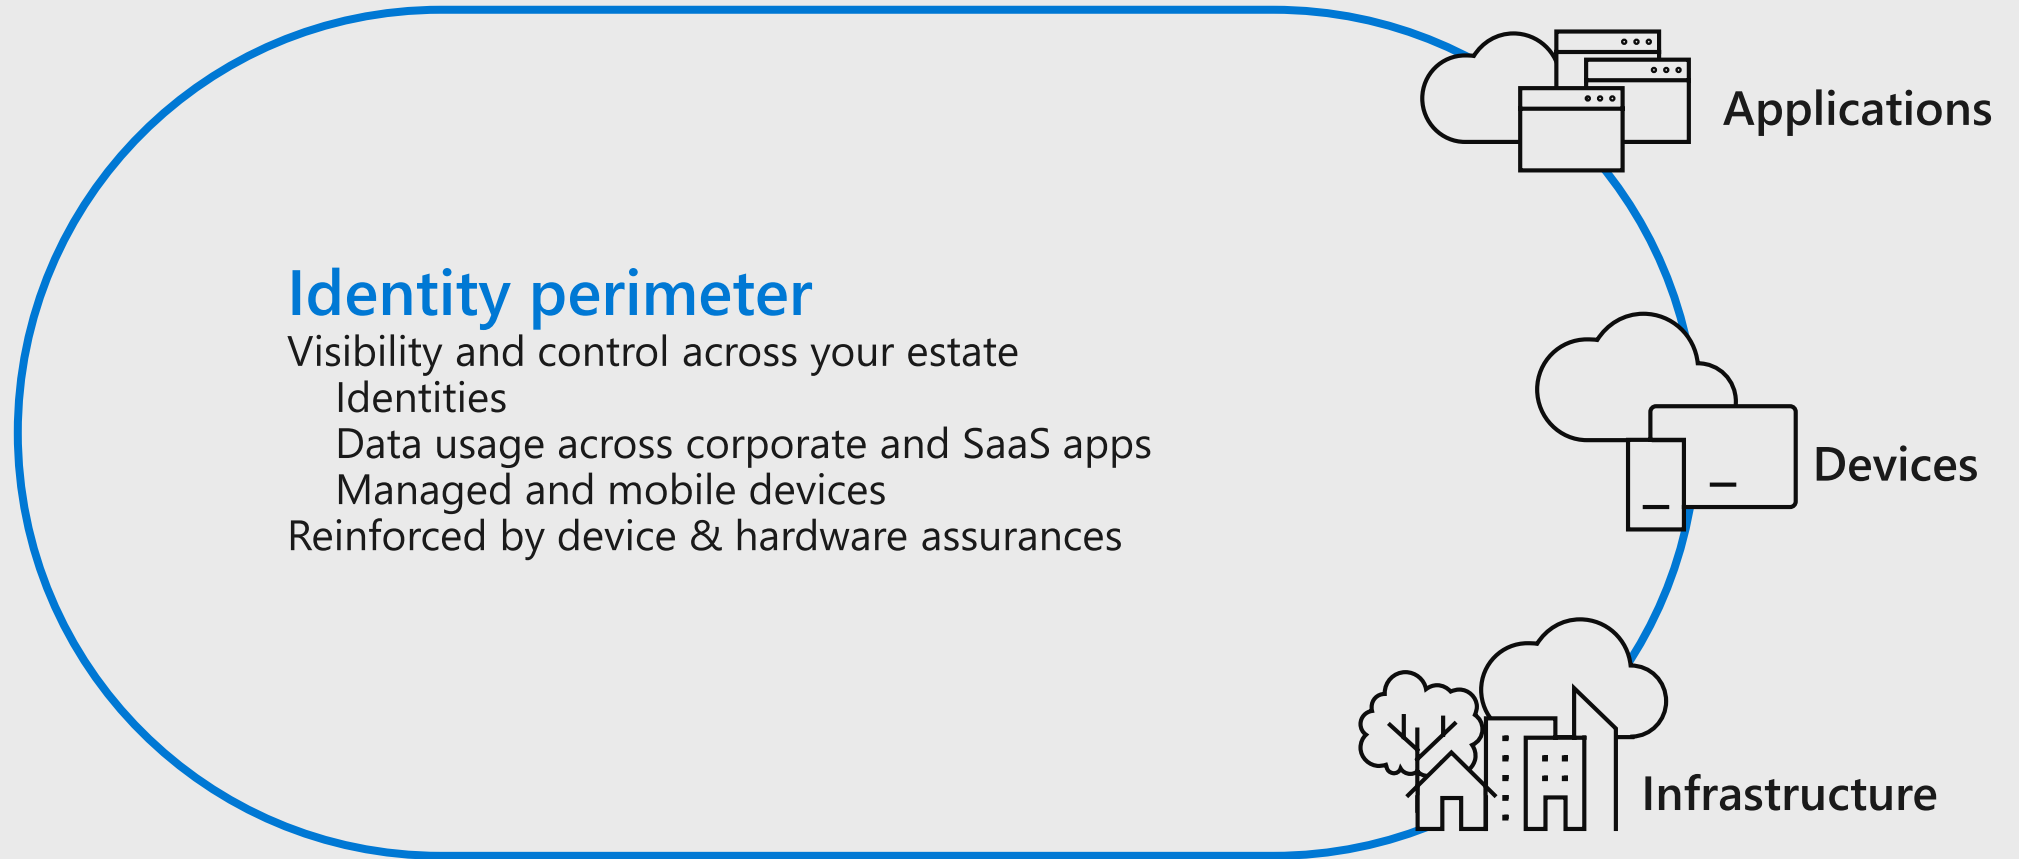 Applications
Identity perimeter
Visibility and control across your estate
Identities
Data usage across corporate and SaaS apps
Managed and mobile devices
Reinforced by device & hardware assurances
Devices
Infrastructure